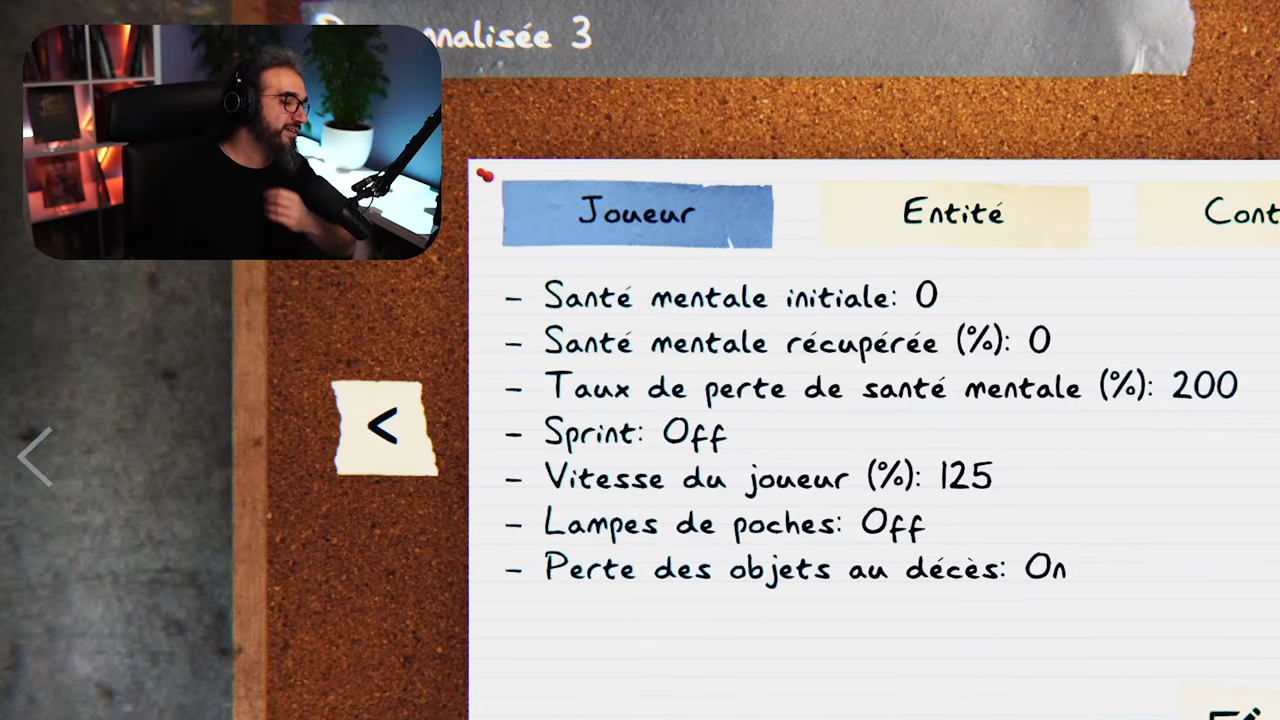 nnalisée 3
Joueur
Entité
Cont
- Santé mentale initiale: 0
- Santé mentale récupérée (%): 0
- Taux de perte de santé mentale (%): 200
- Sprint: Off
- Vitesse du joueur (%): 125
- Lampes de poches: Off
- Perte des objets au décès: On
<